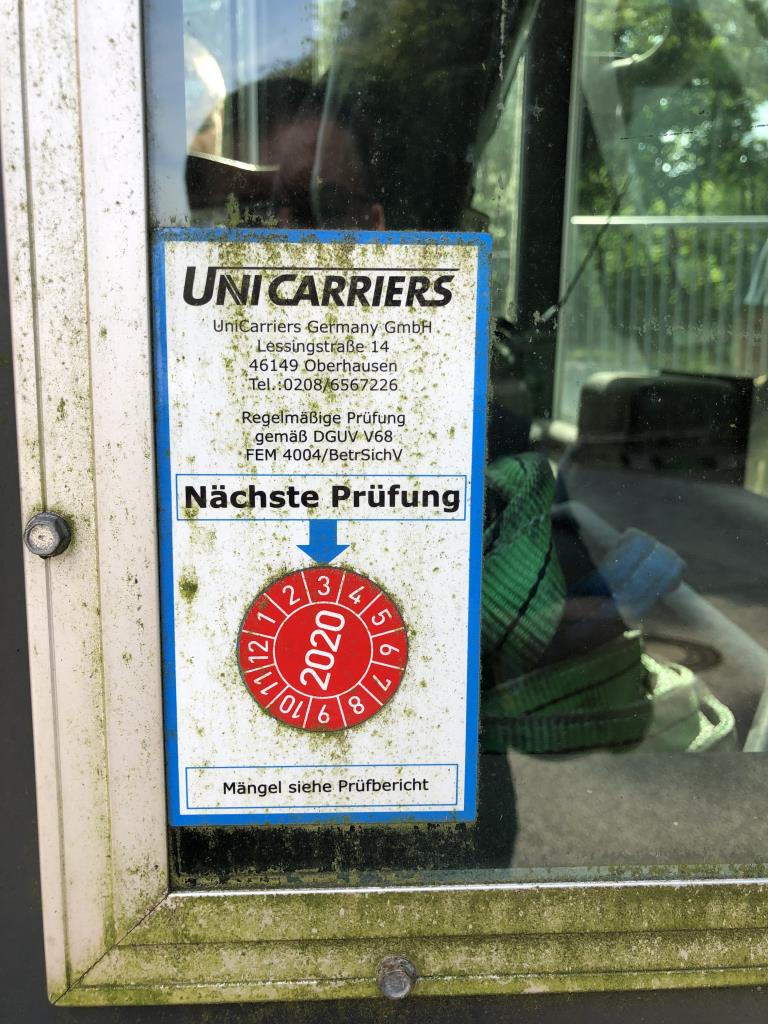 UNICARRIERS
UniCarriers Germany GmbH
Lessingstraße 14
46149 Oberhausen
Tel.:0208/6567226
Regelmäßige Prüfung
gemäß DGUV V68
FEM 4004/BetrSichV
Nächste Prüfung
1 2 3 4 5 6 7 8 9 10 11 12
2020
Mängel siehe Prüfbericht